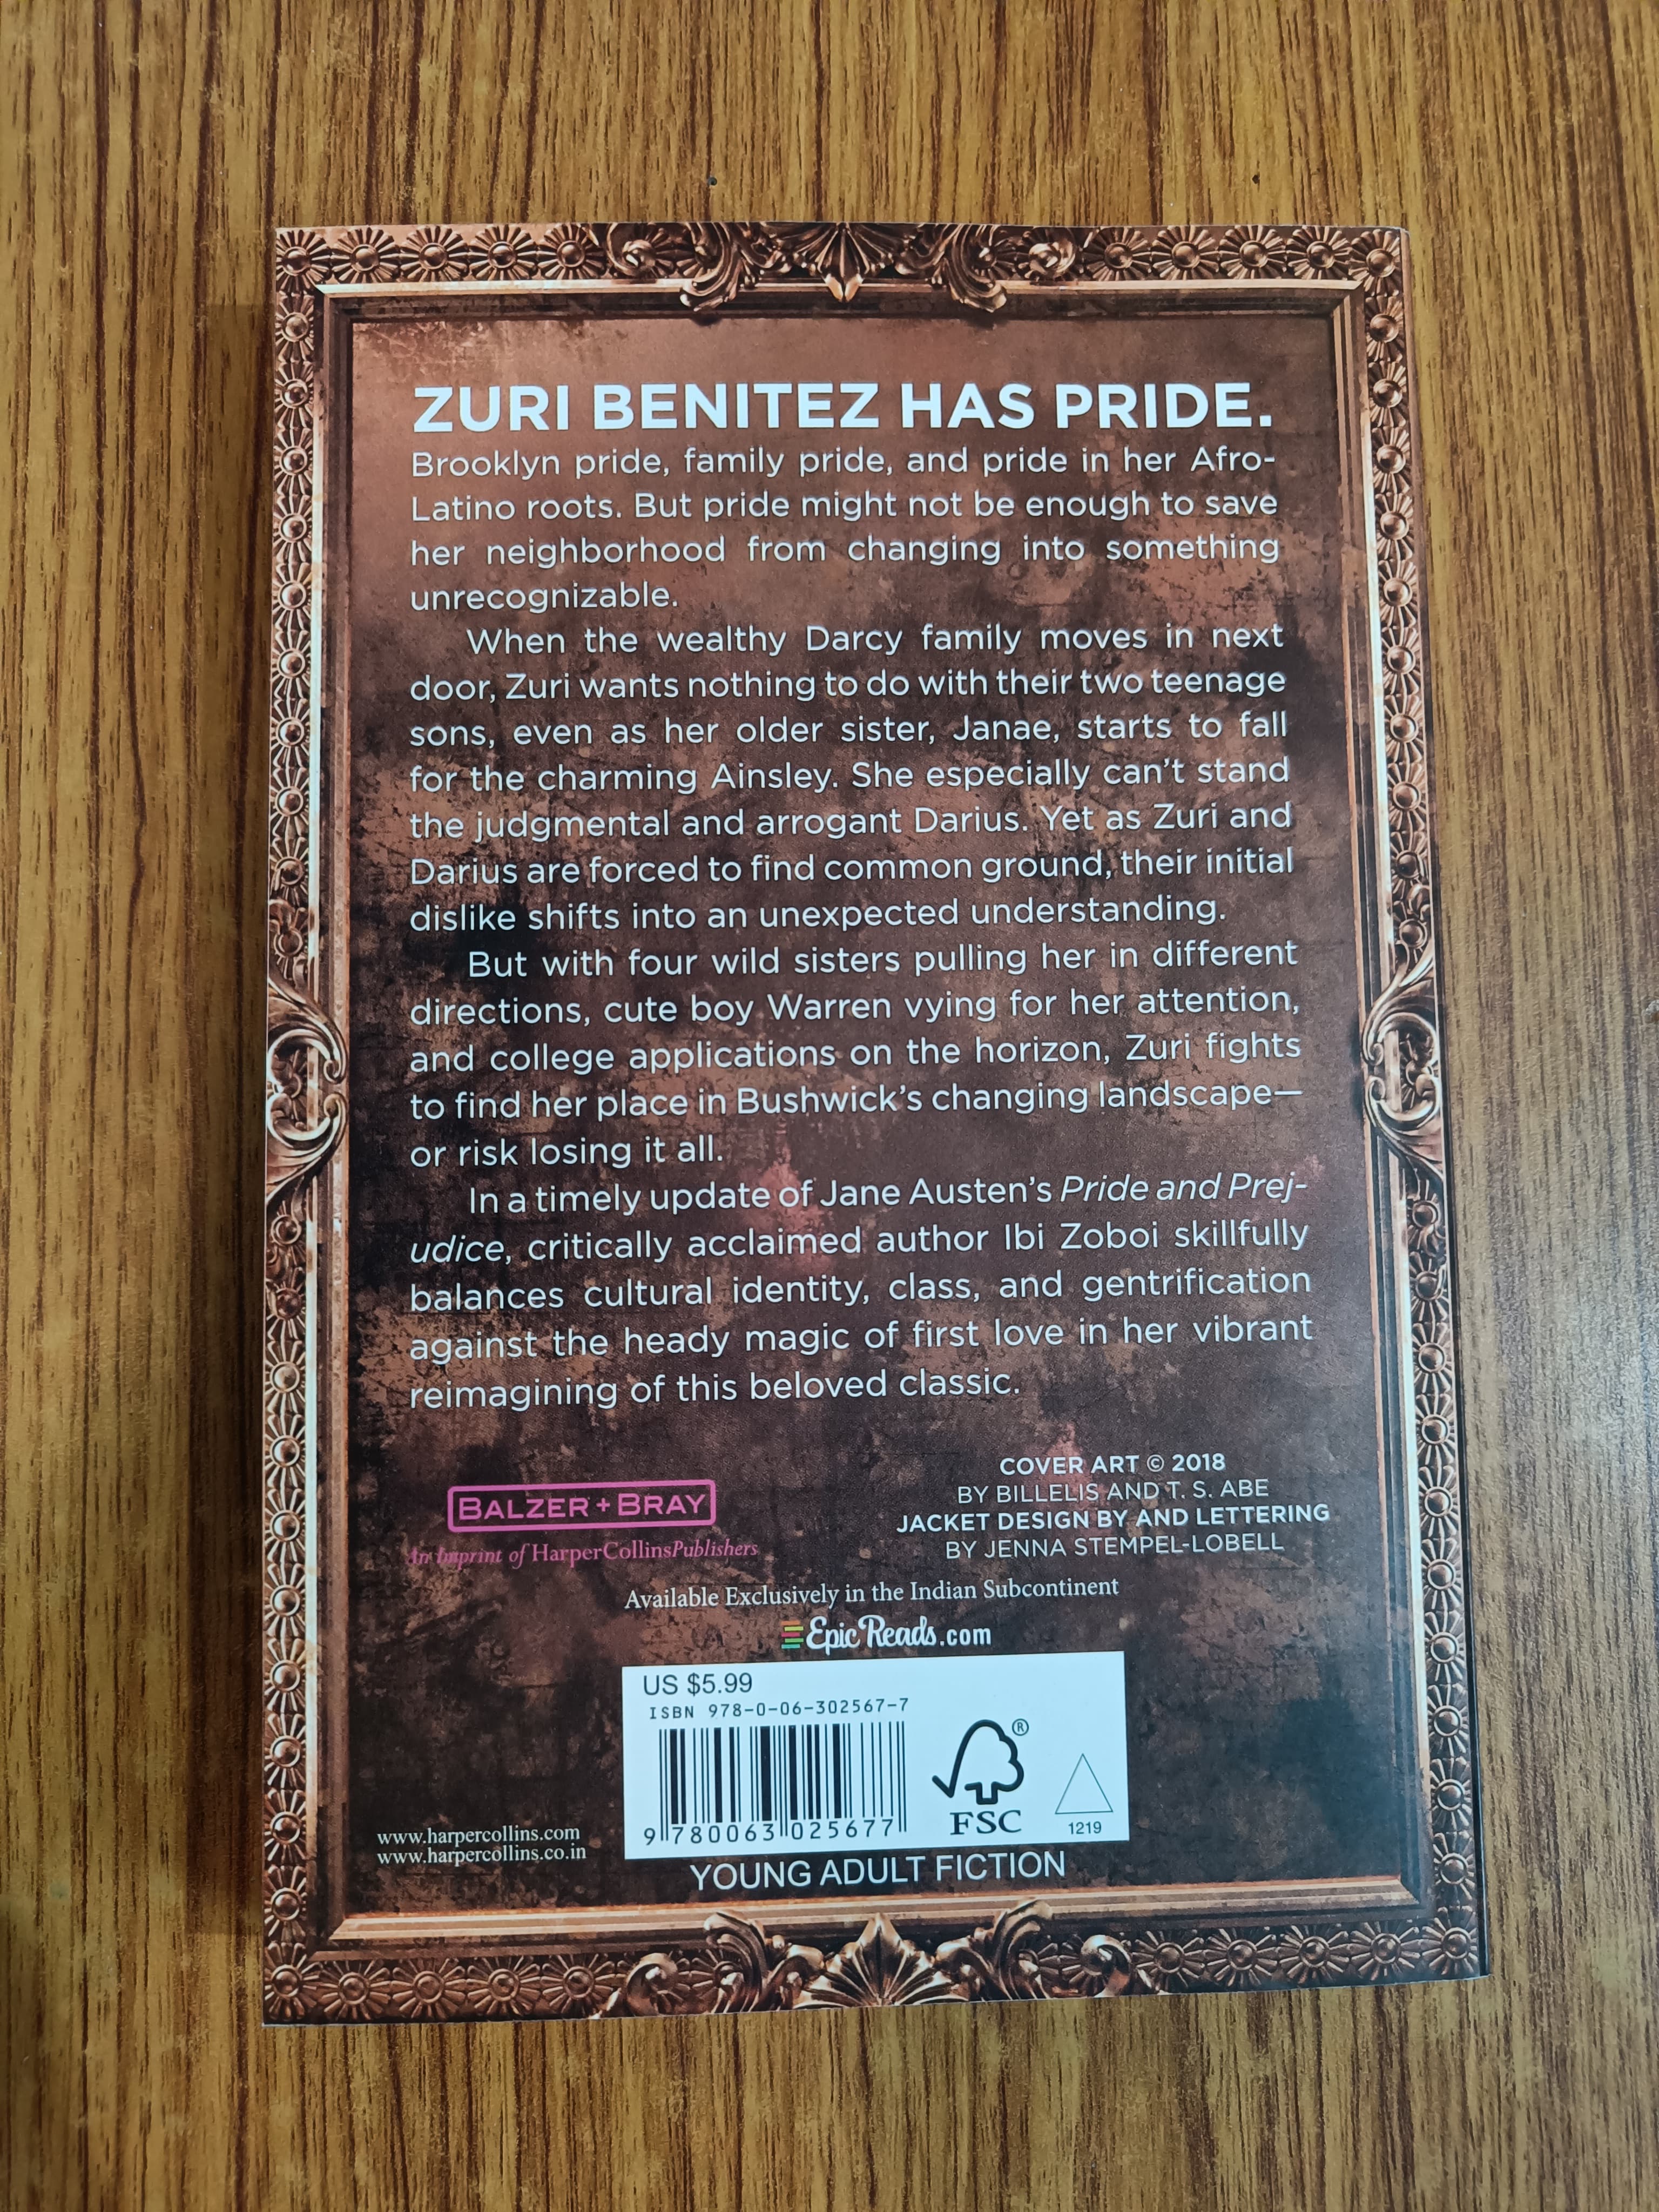 ZURI BENITEZ HAS PRIDE.
Brooklyn pride, family pride, and pride in her Afro-
Latino roots. But pride might not be enough to save
her neighborhood from changing into something
unrecognizable.
When the wealthy Darcy family moves in next
door, Zuri wants nothing to do with their two teenage
sons, even as her older sister, Janae, starts to fall
for the charming Ainsley. She especially can't stand
the judgmental and arrogant Darius. Yet as Zuri and
Darius are forced to find common ground, their initial
dislike shifts into an unexpected understanding.
But with four wild sisters pulling her in different
directions, cute boy Warren vying for her attention,
and college applications on the horizon, Zuri fights
to find her place in Bushwick's changing landscape—
or risk losing it all.
In a timely update of Jane Austen's Pride and Prej-
udice, critically acclaimed author Ibi Zoboi skillfully
balances cultural identity, class, and gentrification
against the heady magic of first love in her vibrant
reimagining of this beloved classic.
BALZER + BRAY
An Imprint of HarperCollinsPublishers
COVER ART © 2018
BY BILLELIS AND T. S. ABE
JACKET DESIGN BY AND LETTERING
BY JENNA STEMPEL-LOBELL
Available Exclusively in the Indian Subcontinent
EpicReads.com
US $5.99
ISBN 978-0-06-302567-7
9 780063 025677
FSC
®
1219
www.harpercollins.com
www.harpercollins.co.in
YOUNG ADULT FICTION